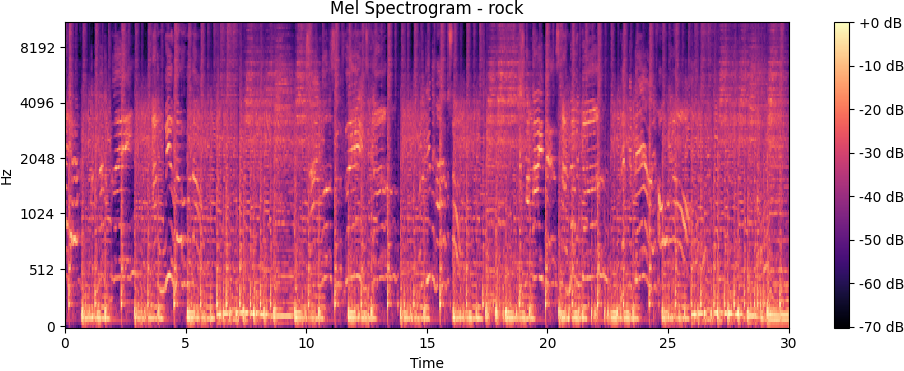 Mel Spectrogram - rock
Hz
8192
4096
2048
1024
512
0
0 5 10 15 20 25 30
Time
+0 dB
-10 dB
-20 dB
-30 dB
-40 dB
-50 dB
-60 dB
-70 dB